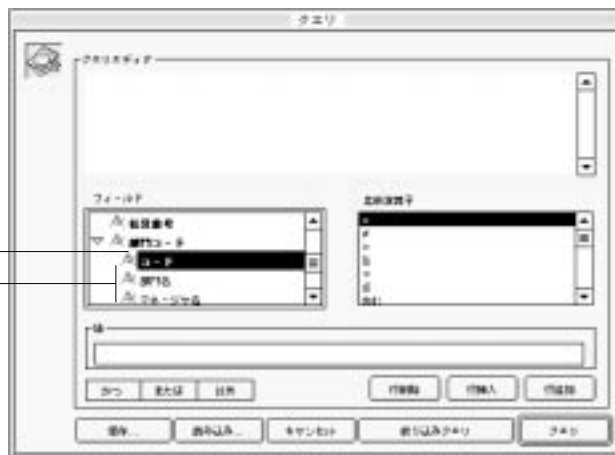 クエリ
クエリエディタ
フィールド
比較演算子
社員番号
部門コード
コード
部門名
マネージャ名
=
≠
>
≧
<
≦
含む
値
かつ
または
以外
行削除
行挿入
行追加
保存...
読み込み...
キャンセル
絞り込みクエリ
クエリ